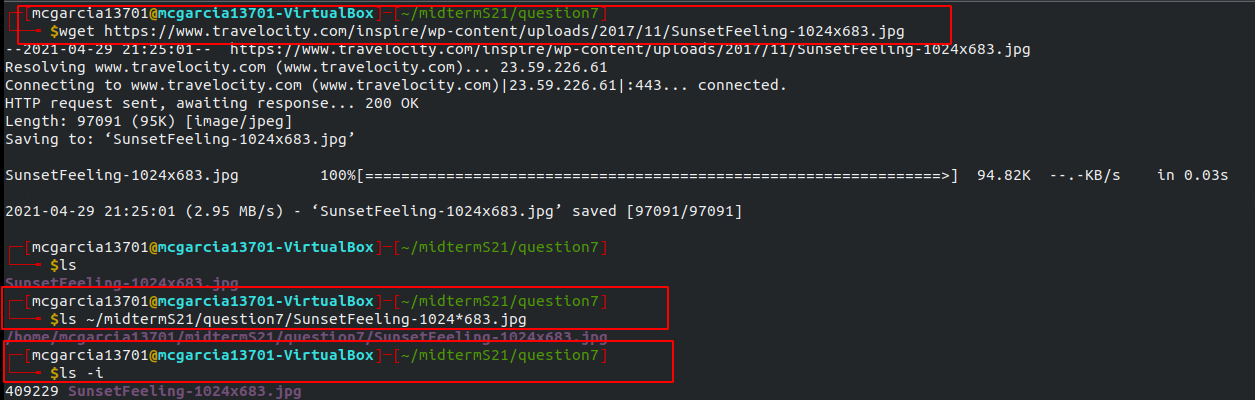 ┌─[mcgarcia13701@mcgarcia13701-VirtualBox]─[~/midtermS21/question7]
└──╼ $wget https://www.travelocity.com/inspire/wp-content/uploads/2017/11/SunsetFeeling-1024x683.jpg
--2021-04-29 21:25:01--  https://www.travelocity.com/inspire/wp-content/uploads/2017/11/SunsetFeeling-1024x683.jpg
Resolving www.travelocity.com (www.travelocity.com)... 23.59.226.61
Connecting to www.travelocity.com (www.travelocity.com)|23.59.226.61|:443... connected.
HTTP request sent, awaiting response... 200 OK
Length: 97091 (95K) [image/jpeg]
Saving to: ‘SunsetFeeling-1024x683.jpg’
SunsetFeeling-1024x683.jpg         100%[================================================================>]  94.82K  --.-KB/s    in 0.03s
2021-04-29 21:25:01 (2.95 MB/s) - ‘SunsetFeeling-1024x683.jpg’ saved [97091/97091]
┌─[mcgarcia13701@mcgarcia13701-VirtualBox]─[~/midtermS21/question7]
└──╼ $ls
SunsetFeeling-1024x683.jpg
┌─[mcgarcia13701@mcgarcia13701-VirtualBox]─[~/midtermS21/question7]
└──╼ $ls ~/midtermS21/question7/SunsetFeeling-1024*683.jpg
/home/mcgarcia13701/midtermS21/question7/SunsetFeeling-1024x683.jpg
┌─[mcgarcia13701@mcgarcia13701-VirtualBox]─[~/midtermS21/question7]
└──╼ $ls -i
409229 SunsetFeeling-1024x683.jpg